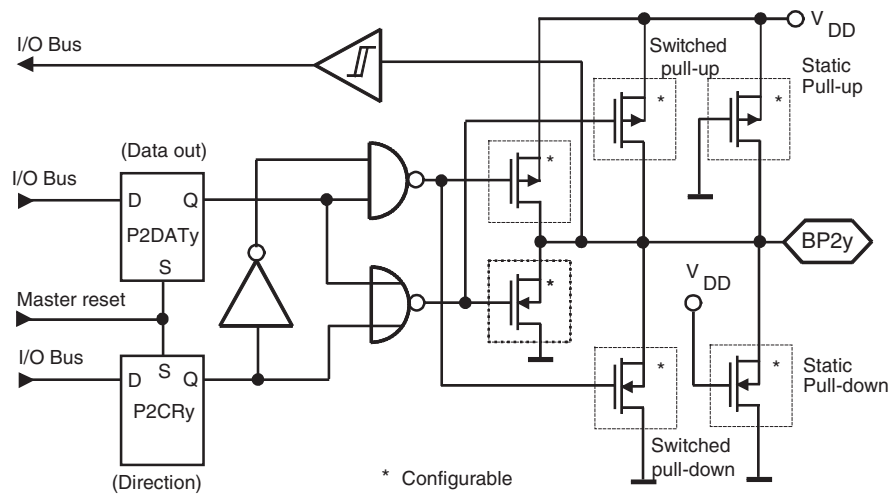 I/O Bus
Switched
pull-up
V DD
Static
Pull-up
*
*
(Data out)
*
I/O Bus
D
Q
P2DATy
S
BP2y
V DD
*
Master reset
I/O Bus
S
D
Q
P2CRy
*
*
Static
Pull-down
Switched
pull-down
(Direction)
* Configurable